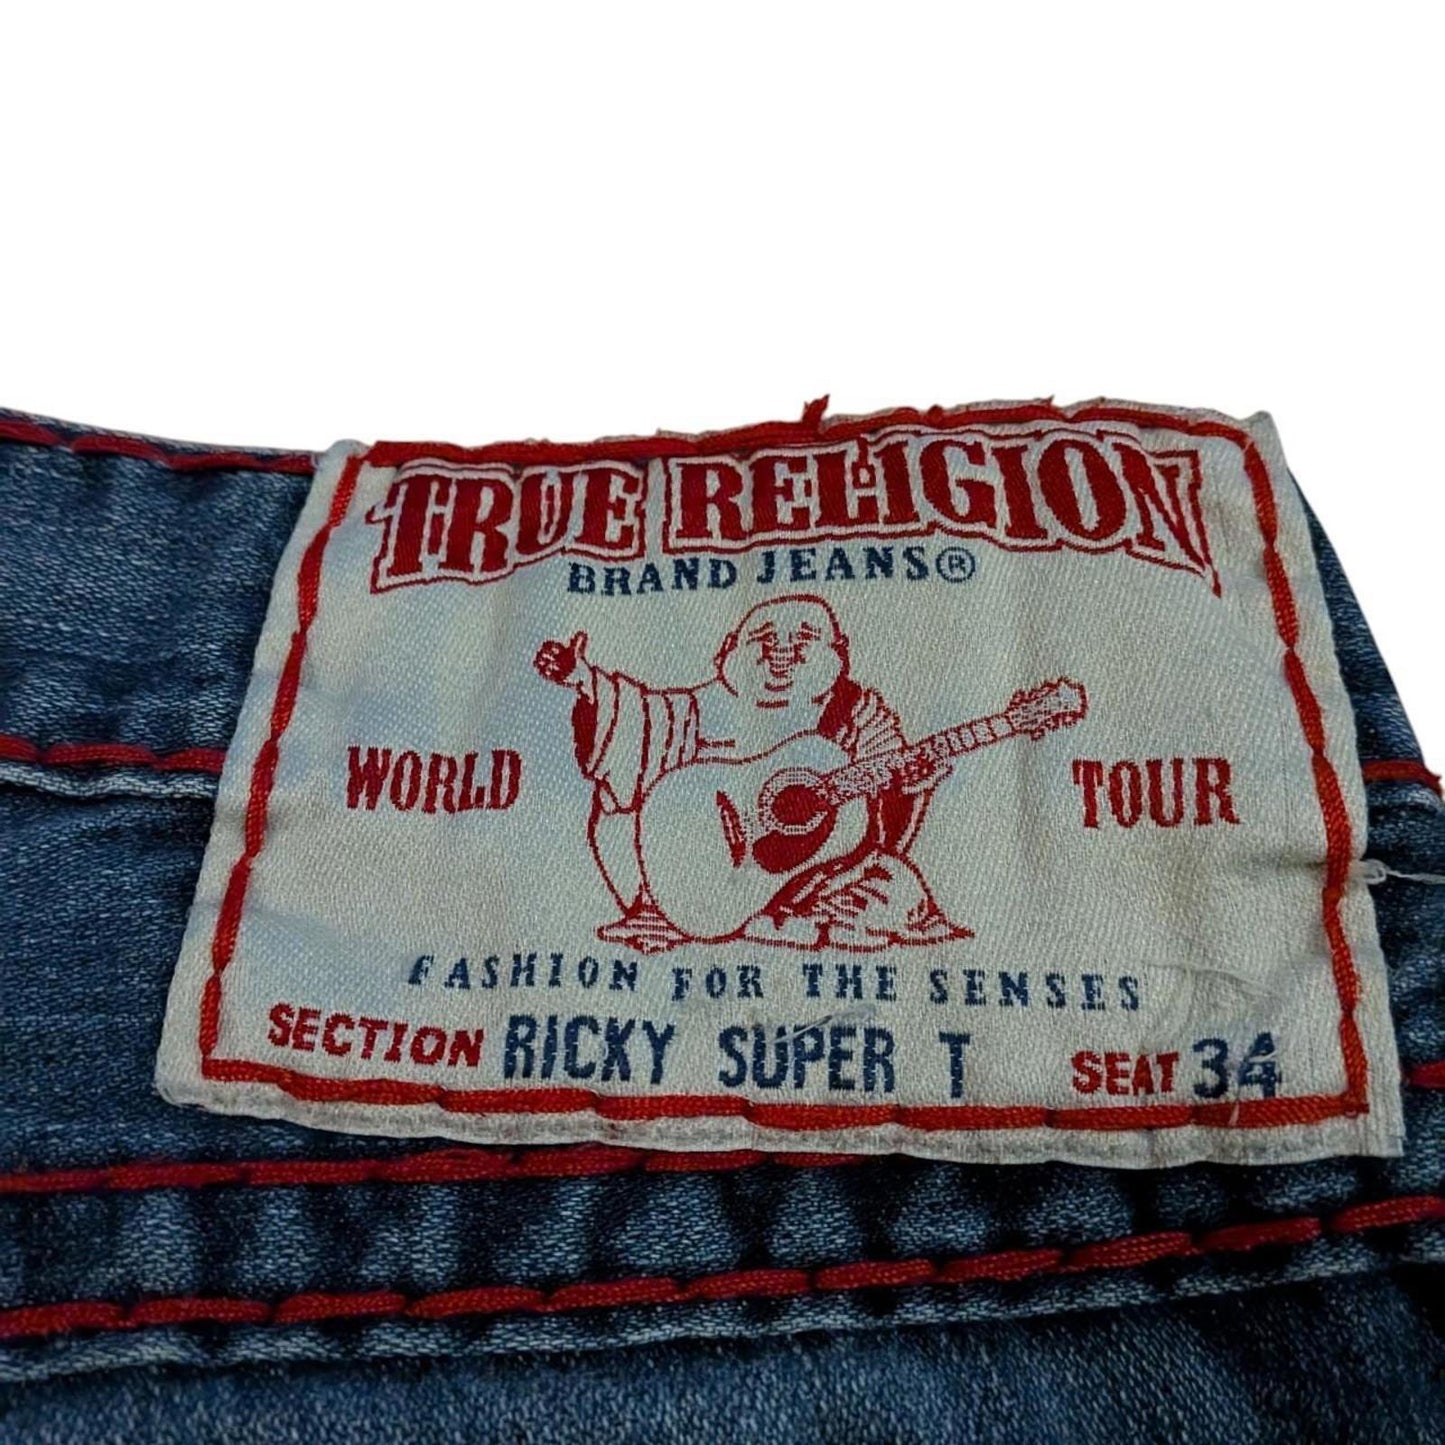 TRUE RELIGION
BRAND JEANS®
WORLD TOUR
FASHION FOR THE SENSES
SECTION RICKY SUPER T SEAT 34